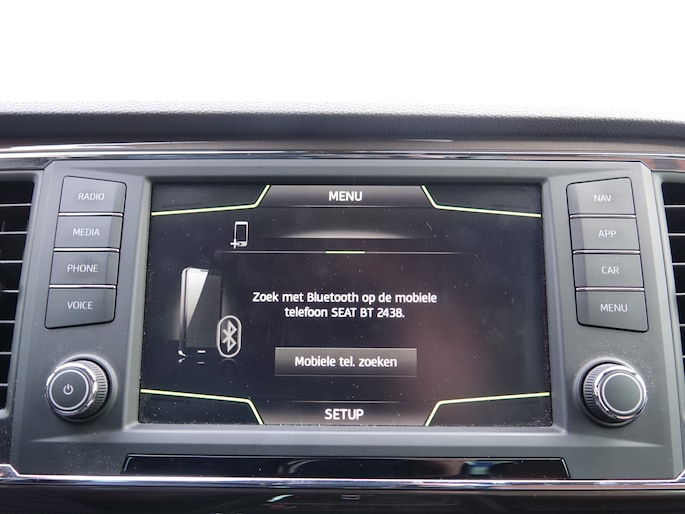 RADIO
MEDIA
PHONE
VOICE
MENU
Zoek met Bluetooth op de mobiele
telefoon SEAT BT 2438.
Mobiele tel. zoeken
SETUP
NAV
APP
CAR
MENU